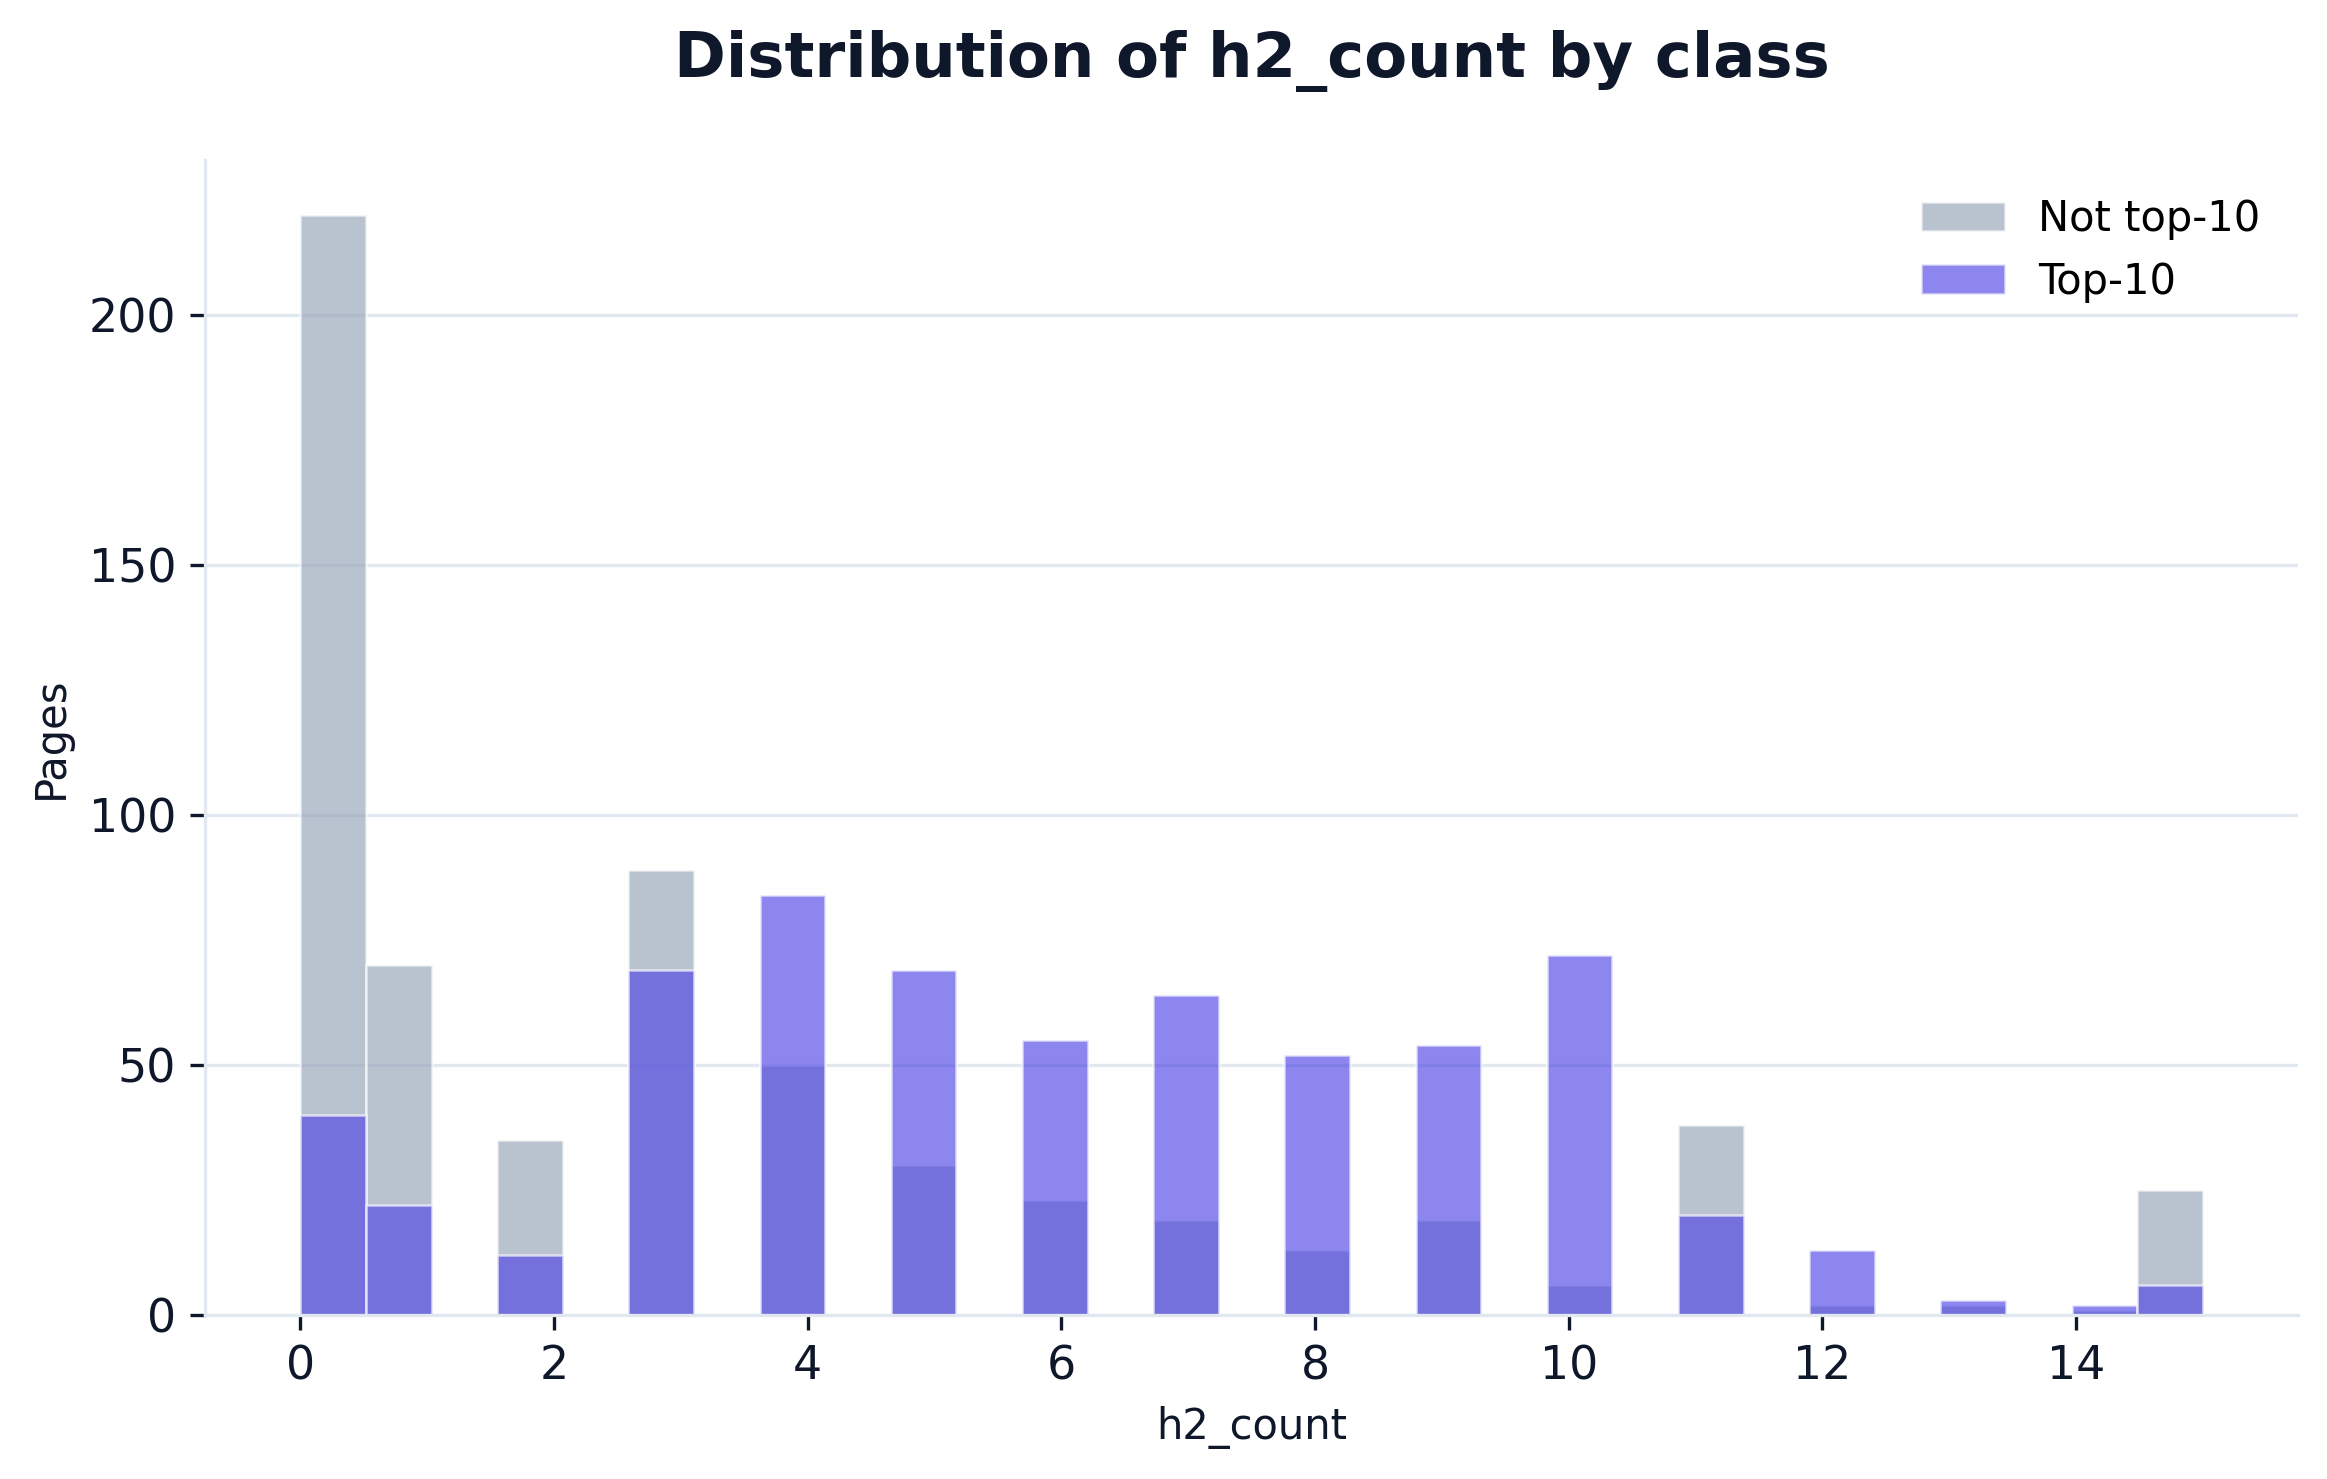 Distribution of h2_count by class
Not top-10
Top-10
Pages
200
150
100
50
0
0 2 4 6 8 10 12 14
h2_count